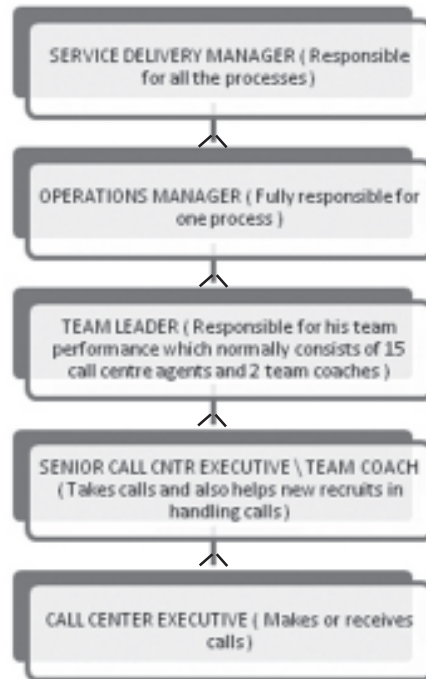 SERVICE DELIVERY MANAGER ( Responsible
for all the processes )
OPERATIONS MANAGER ( Fully responsible for
one process )
TEAM LEADER ( Responsible for his team
performance which normally consists of 15
call centre agents and 2 team coaches )
SENIOR CALL CNTR EXECUTIVE \ TEAM COACH
( Takes calls and also helps new recruits in
handling calls )
CALL CENTER EXECUTIVE ( Makes or receives
calls )